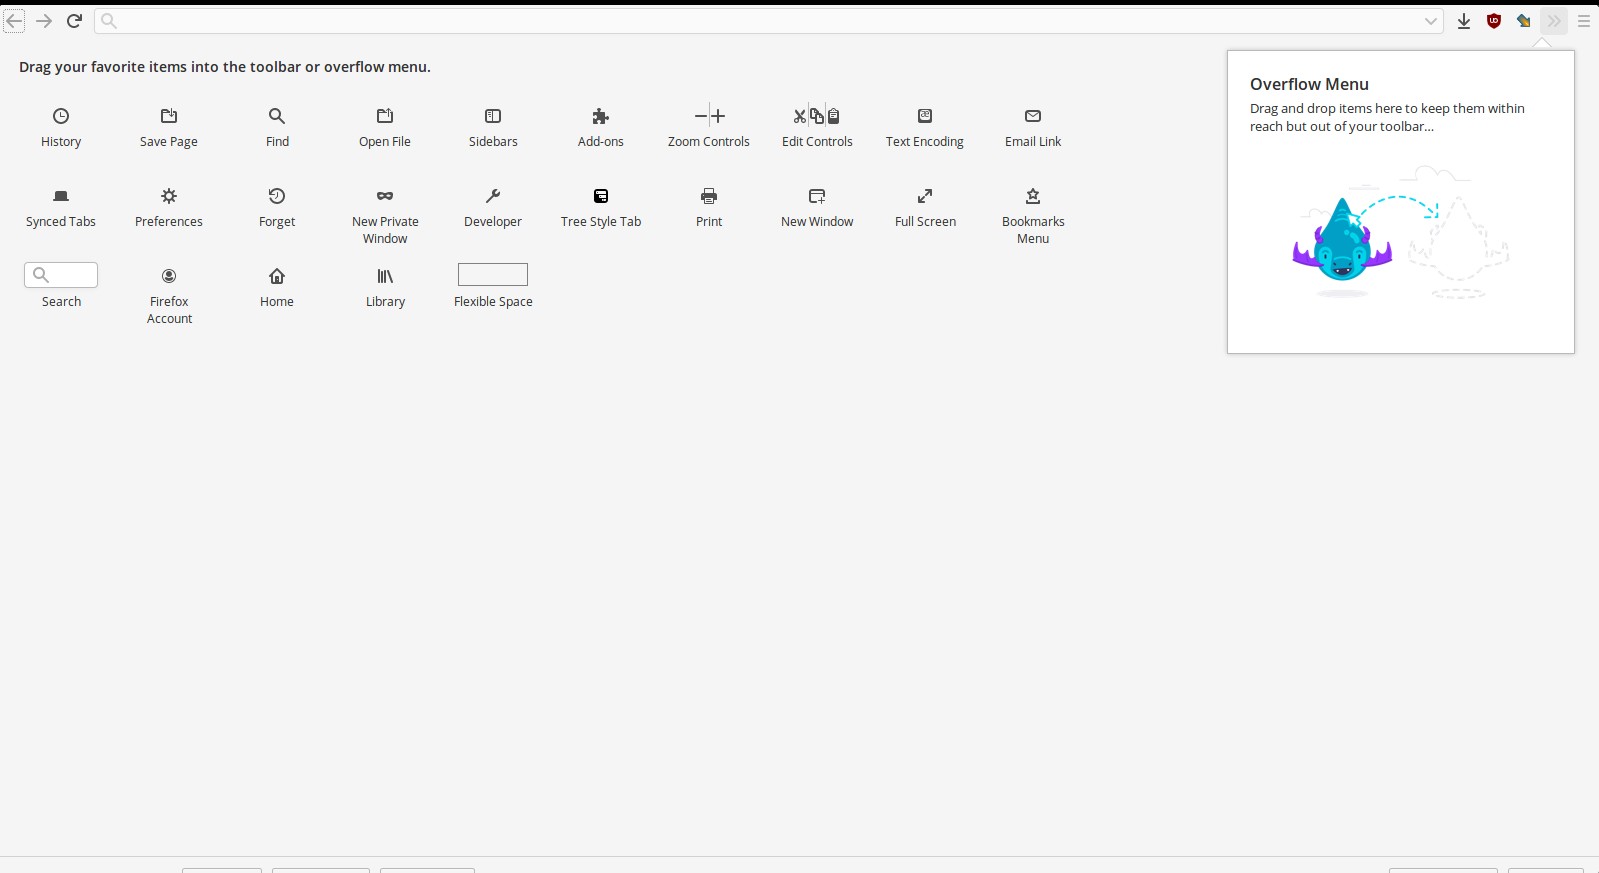 Drag your favorite items into the toolbar or overflow menu.
History
Save Page
Find
Open File
Sidebars
Add-ons
Zoom Controls
Edit Controls
Text Encoding
Email Link
Synced Tabs
Preferences
Forget
New Private
Window
Developer
Tree Style Tab
Print
New Window
Full Screen
Bookmarks
Menu
Search
Firefox
Account
Home
Library
Flexible Space
Overflow Menu
Drag and drop items here to keep them within
reach but out of your toolbar…